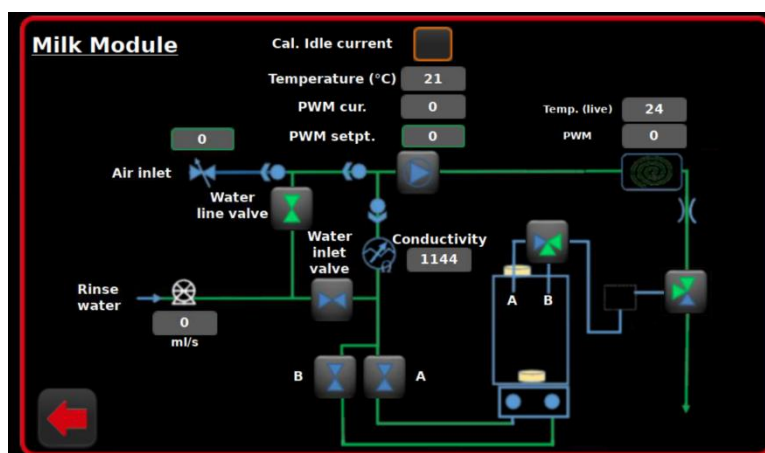 Milk Module
Cal. Idle current
Temperature (°C) 21
PWM cur. 0
PWM setpt. 0
Temp. (live) 24
PWM 0
0
Air inlet
Water
line valve
Water
inlet
valve
Conductivity
1144
Rinse
water
0
ml/s
A B
B A